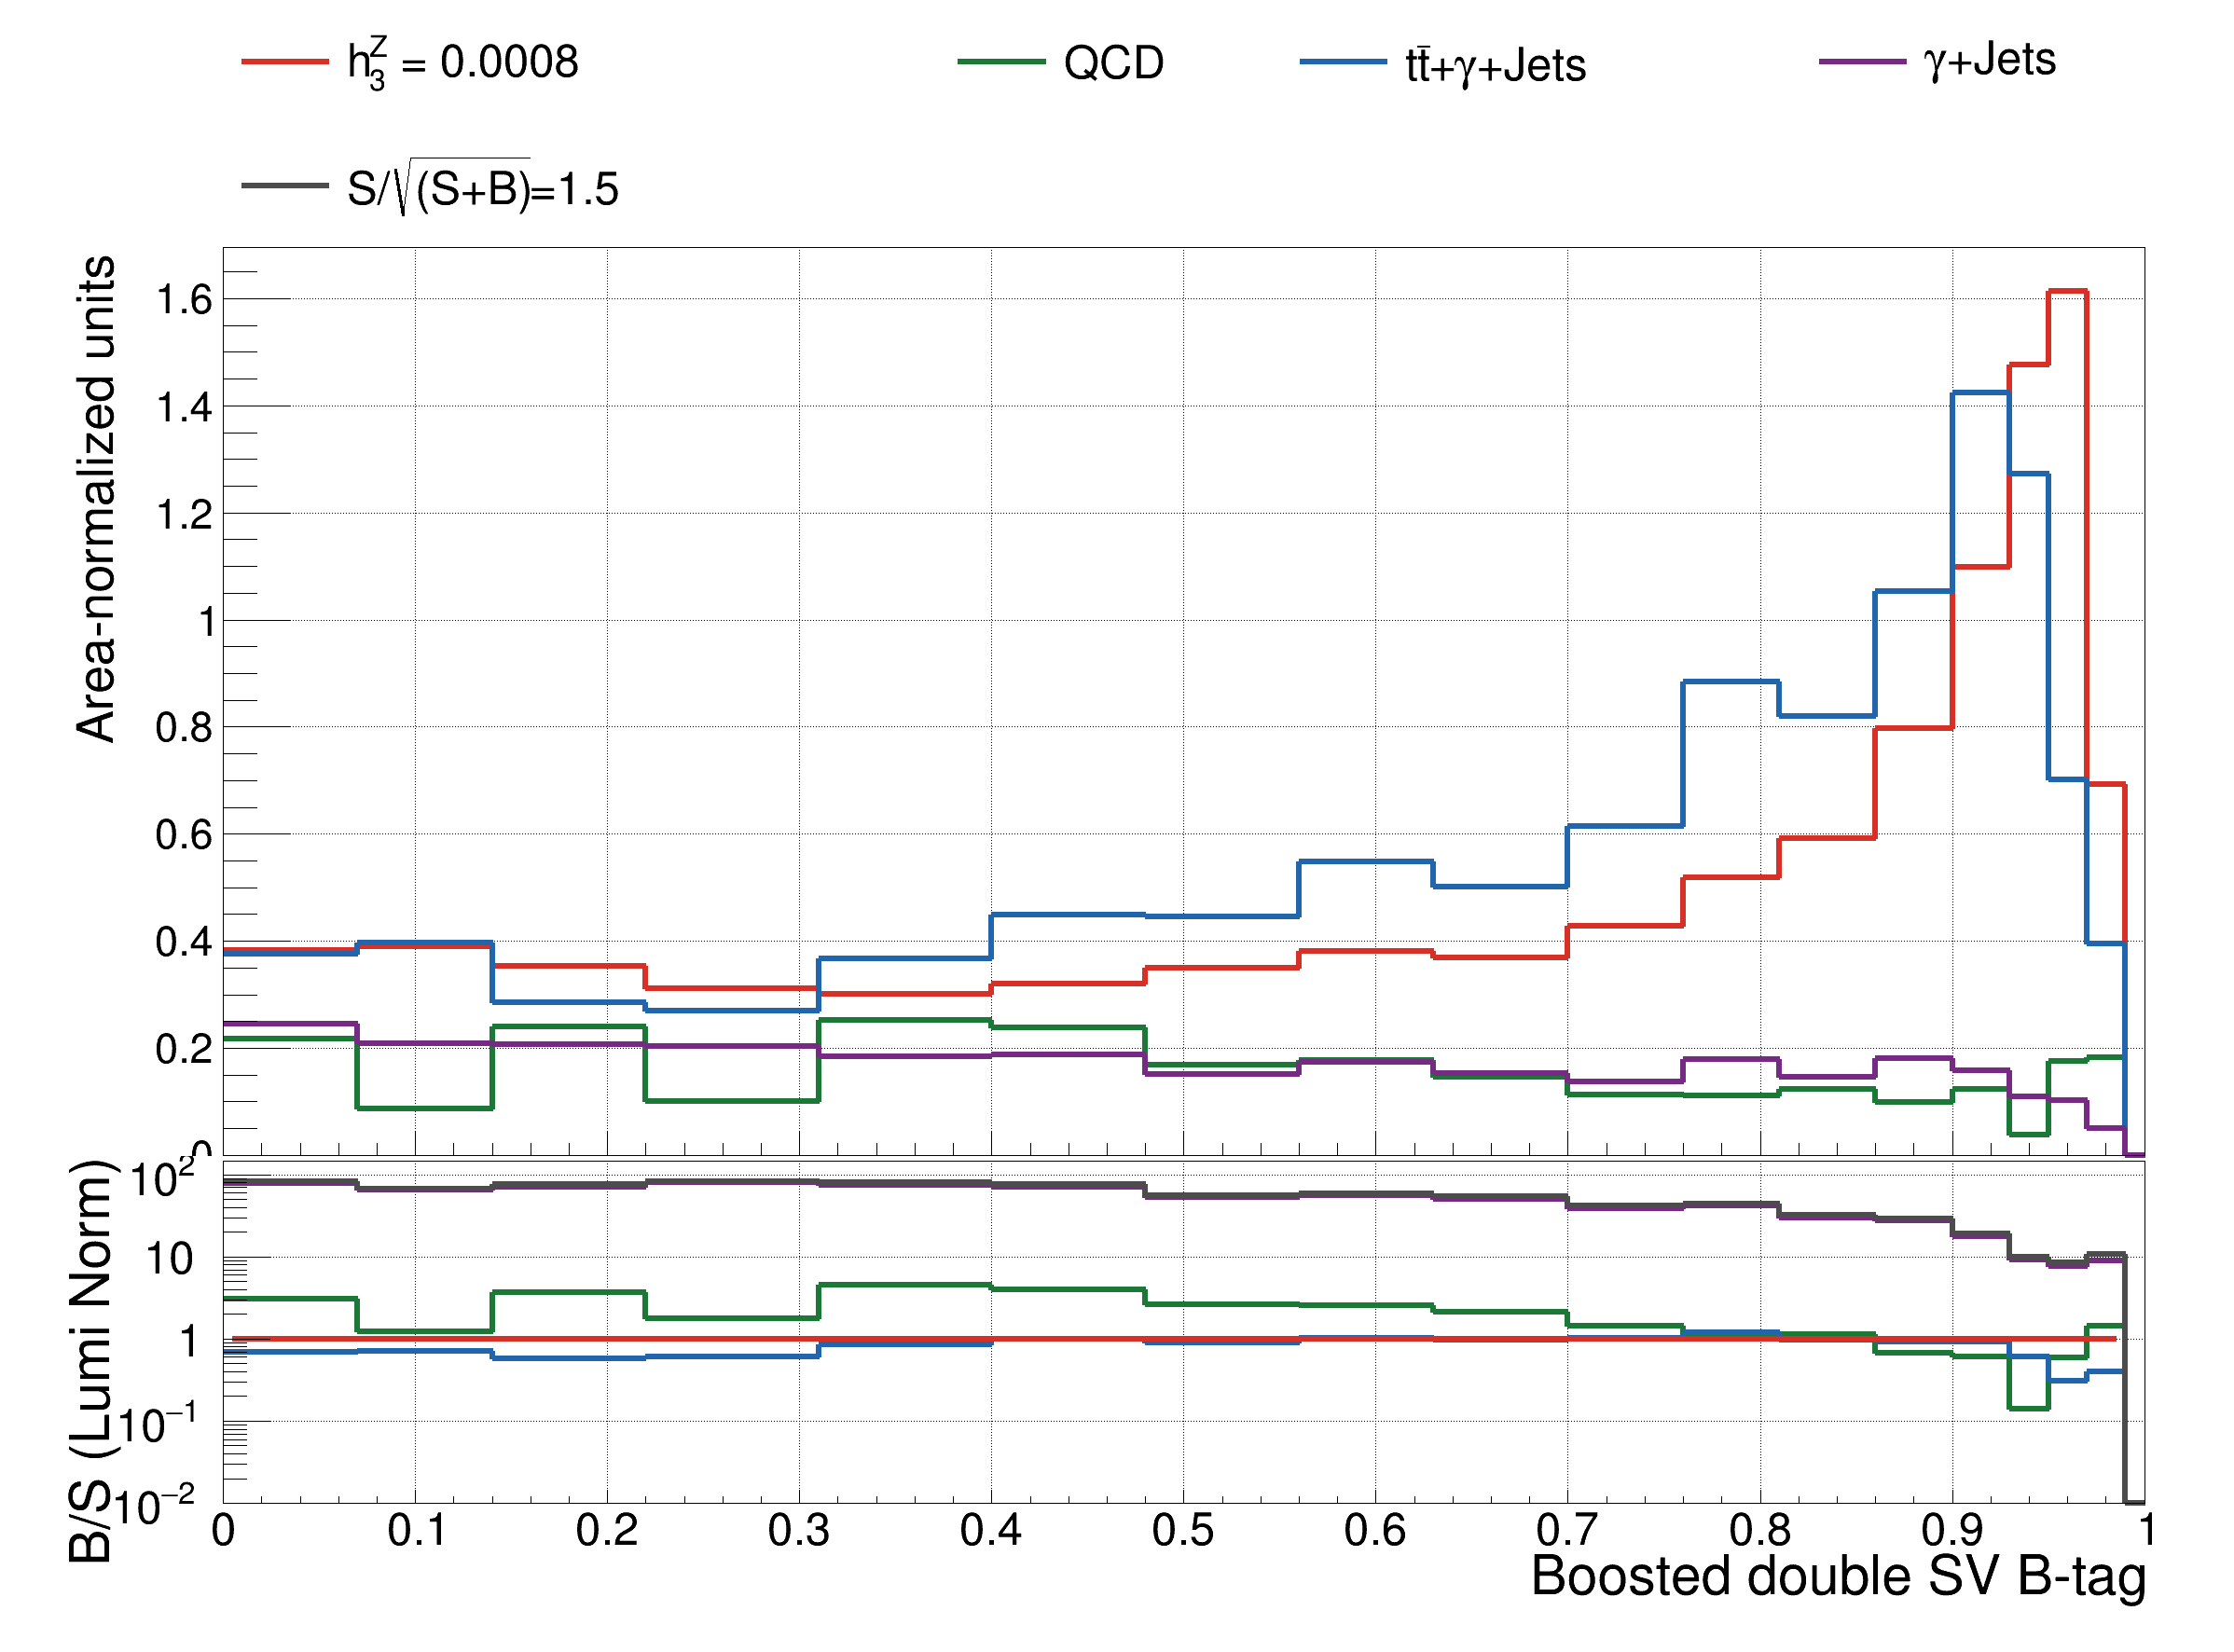 h₃ᶻ = 0.0008 QCD tt̄+γ+Jets γ+Jets
S/√(S+B)=1.5
Area-normalized units
1.6
1.4
1.2
1
0.8
0.6
0.4
0.2
0
B/S (Lumi Norm)
10²
10
1
10⁻¹
10⁻²
0 0.1 0.2 0.3 0.4 0.5 0.6 0.7 0.8 0.9 1
Boosted double SV B-tag